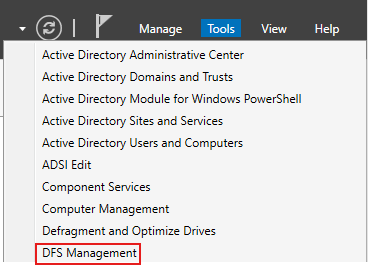 Manage Tools View Help
Active Directory Administrative Center
Active Directory Domains and Trusts
Active Directory Module for Windows PowerShell
Active Directory Sites and Services
Active Directory Users and Computers
ADSI Edit
Component Services
Computer Management
Defragment and Optimize Drives
DFS Management